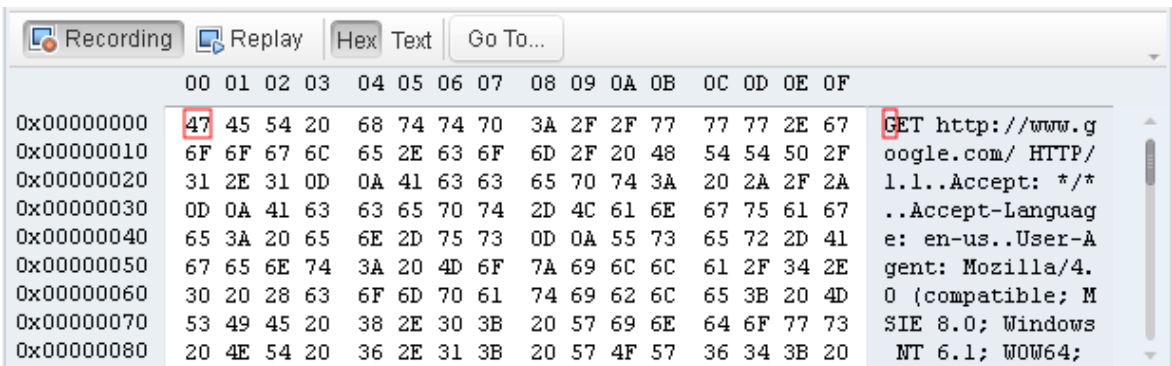 Recording Replay Hex Text Go To...
00 01 02 03 04 05 06 07 08 09 0A 0B 0C 0D 0E 0F
0x00000000 47 45 54 20 68 74 74 70 3A 2F 2F 77 77 77 2E 67 GET http://www.g
0x00000010 6F 6F 67 6C 65 2E 63 6F 6D 2F 20 48 54 54 50 2F oogle.com/ HTTP/
0x00000020 31 2E 31 0D 0A 41 63 63 65 70 74 3A 20 2A 2F 2A 1.1..Accept: */*
0x00000030 0D 0A 41 63 63 65 70 74 2D 4C 61 6E 67 75 61 67 ..Accept-Languag
0x00000040 65 3A 20 65 6E 2D 75 73 0D 0A 55 73 65 72 2D 41 e: en-us..User-A
0x00000050 67 65 6E 74 3A 20 4D 6F 7A 69 6C 6C 61 2F 34 2E gent: Mozilla/4.
0x00000060 30 20 28 63 6F 6D 70 61 74 69 62 6C 65 3B 20 4D 0 (compatible; M
0x00000070 53 49 45 20 38 2E 30 3B 20 57 69 6E 64 6F 77 73 SIE 8.0; Windows
0x00000080 20 4E 54 20 36 2E 31 3B 20 57 4F 57 36 34 3B 20 NT 6.1; WOW64;